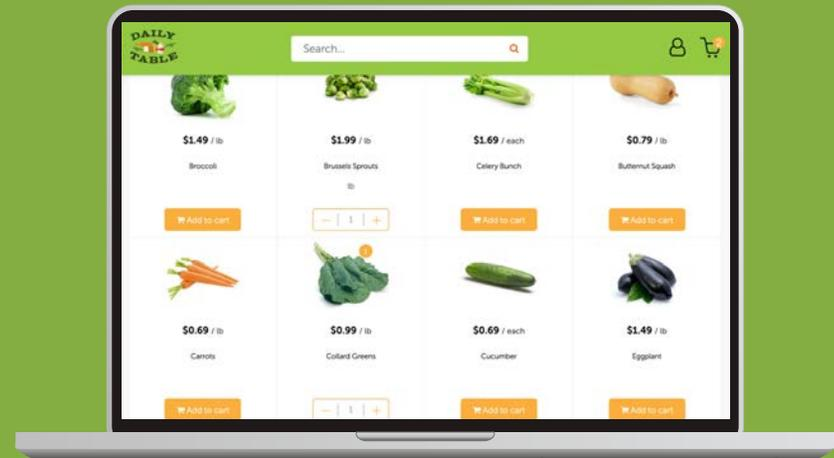 DAILY
TABLE
Search...
2
$1.49 / lb
$1.99 / lb
$1.69 / each
$0.79 / lb
Broccoli
Brussels Sprouts
Celery Bunch
Butternut Squash
lb
Add to cart
− 1 +
Add to cart
Add to cart
1
$0.69 / lb
$0.99 / lb
$0.69 / each
$1.49 / lb
Carrots
Collard Greens
Cucumber
Eggplant
Add to cart
− 1 +
Add to cart
Add to cart